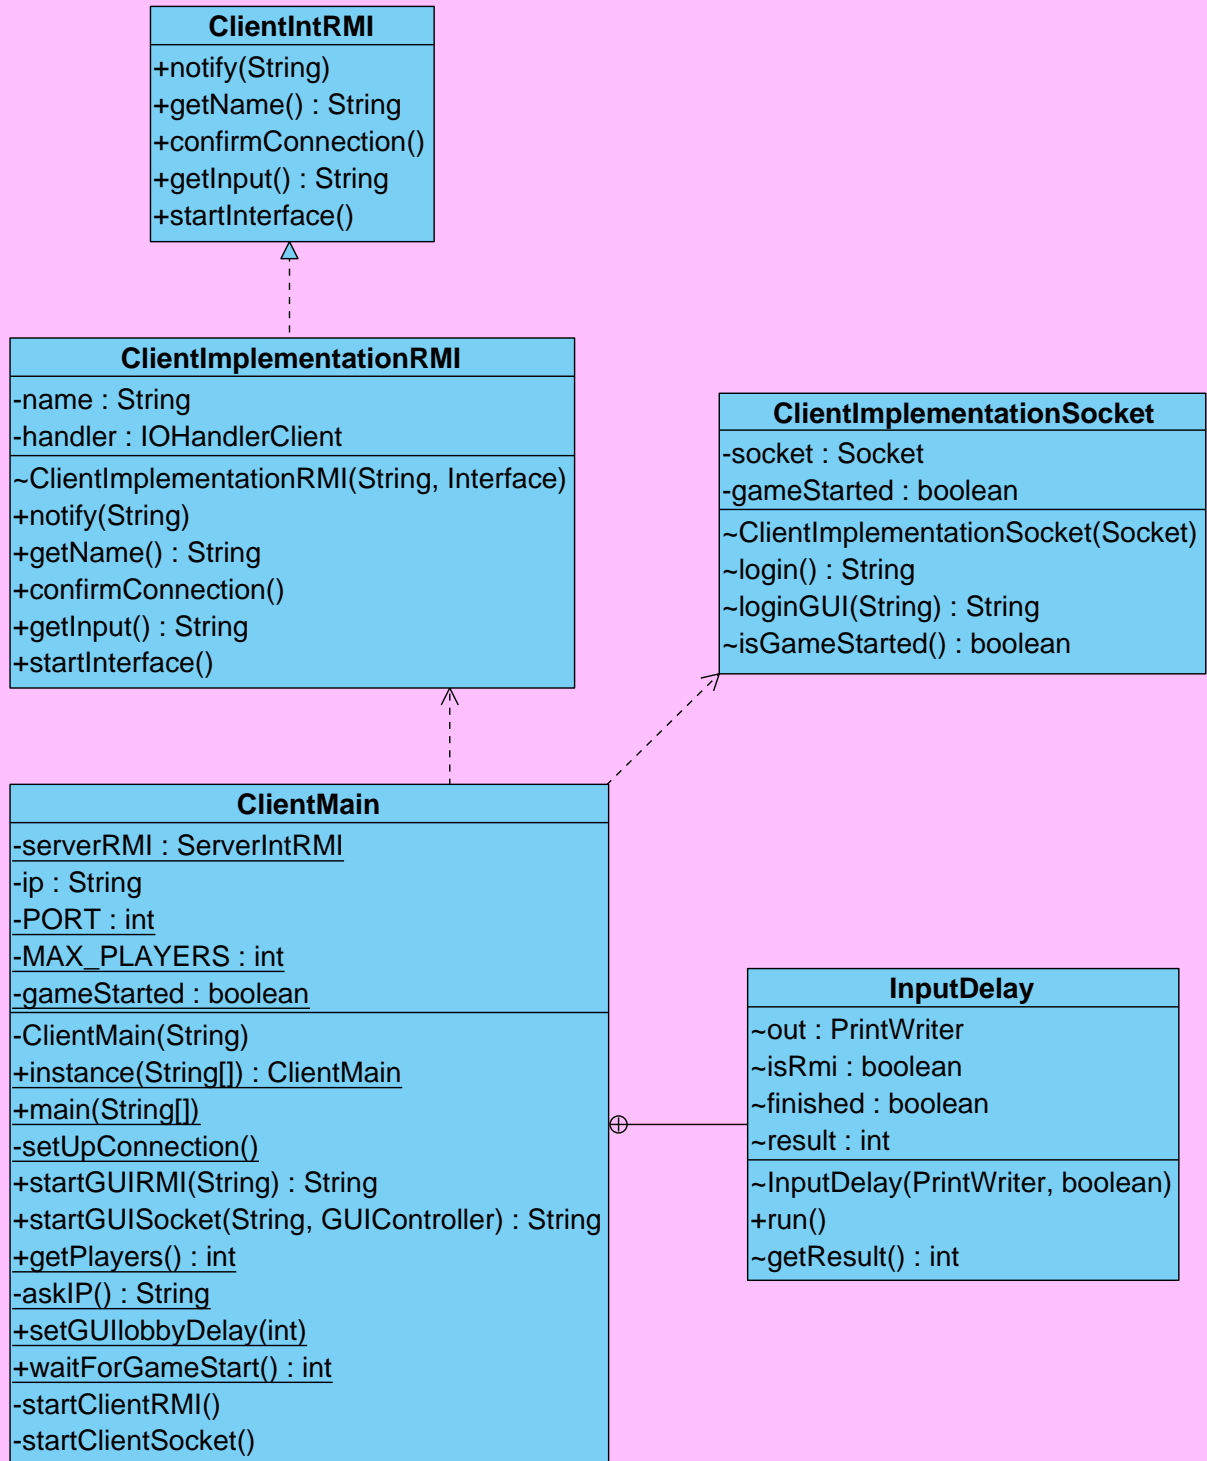 ClientIntRMI
+notify(String)
+getName() : String
+confirmConnection()
+getInput() : String
+startInterface()
ClientImplementationRMI
-name : String
-handler : IOHandlerClient
~ClientImplementationRMI(String, Interface)
+notify(String)
+getName() : String
+confirmConnection()
+getInput() : String
+startInterface()
ClientImplementationSocket
-socket : Socket
-gameStarted : boolean
~ClientImplementationSocket(Socket)
~login() : String
~loginGUI(String) : String
~isGameStarted() : boolean
ClientMain
-serverRMI : ServerIntRMI
-ip : String
-PORT : int
-MAX_PLAYERS : int
-gameStarted : boolean
-ClientMain(String)
+instance(String[]) : ClientMain
+main(String[])
-setUpConnection()
+startGUIRMI(String) : String
+startGUISocket(String, GUIController) : String
+getPlayers() : int
-askIP() : String
+setGUIlobbyDelay(int)
+waitForGameStart() : int
-startClientRMI()
-startClientSocket()
InputDelay
~out : PrintWriter
~isRmi : boolean
~finished : boolean
~result : int
~InputDelay(PrintWriter, boolean)
+run()
~getResult() : int